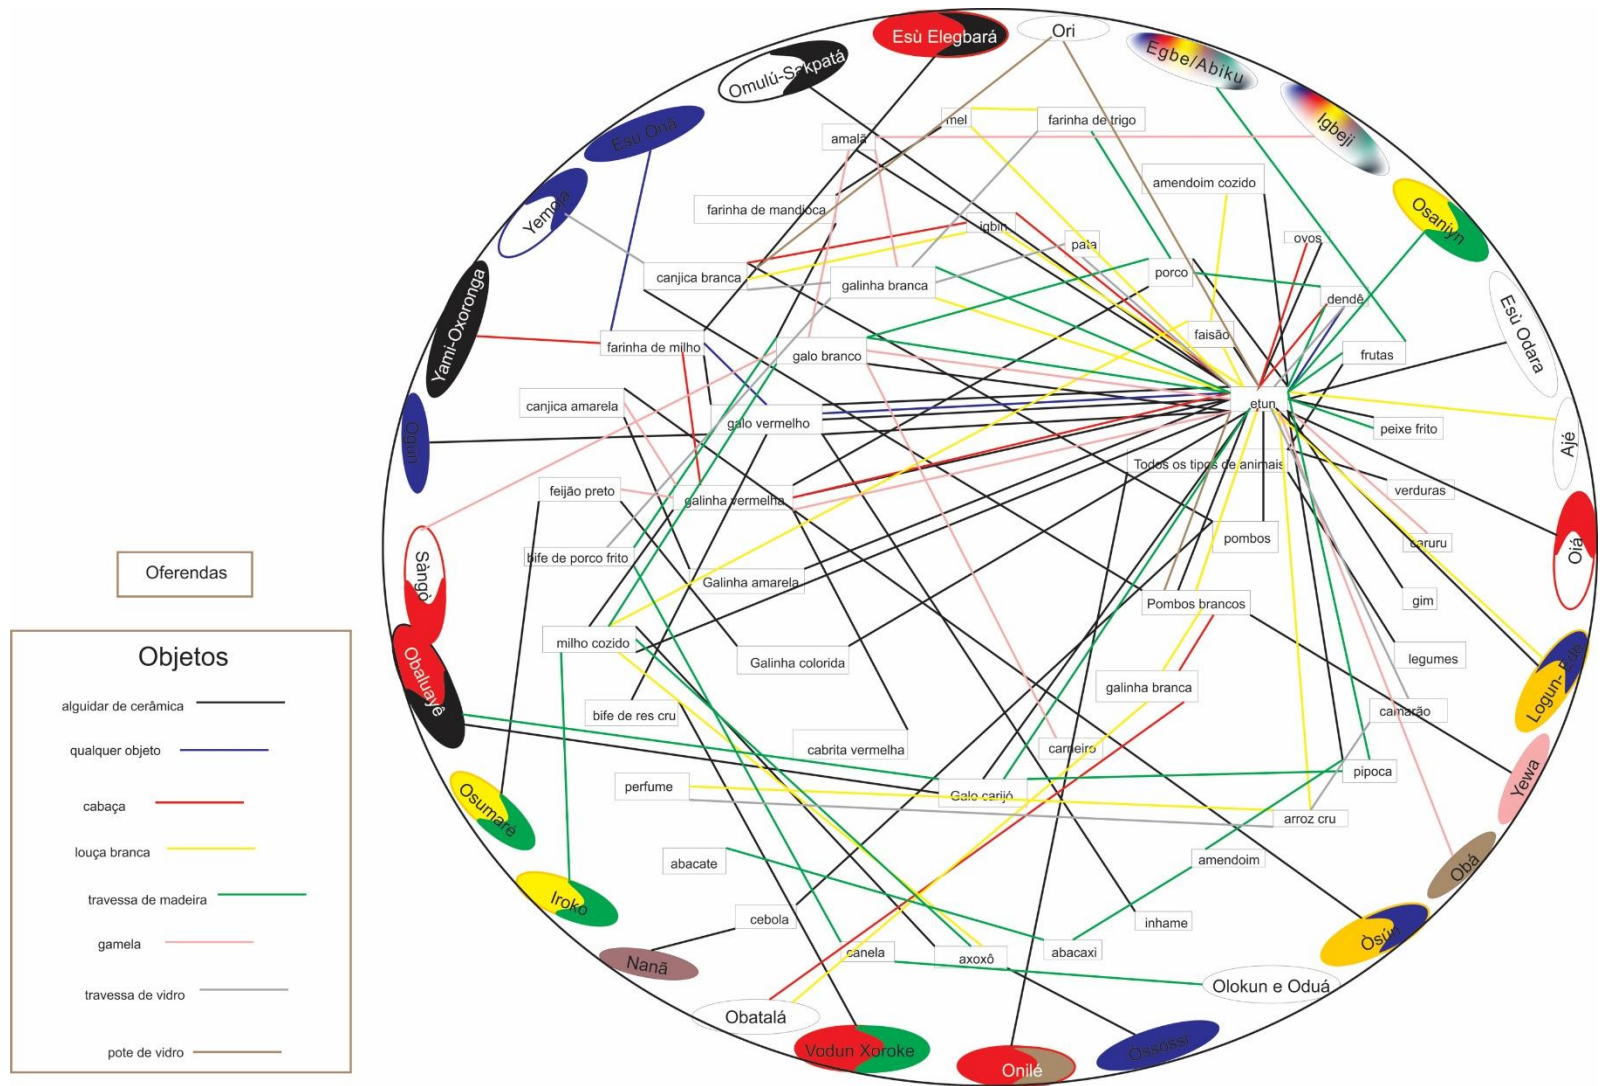 Esù Elegbará
Ori
Egbe/Abiku
Omulú-Sakpatá
Igbeji
Esu Onã
mel
farinha de trigo
amalã
amendoim cozido
Yemoja
farinha de mandioca
Osaniyn
igbin
pata
ovos
canjica branca
galinha branca
porco
dendê
Esù Odara
Yami-Oxoronga
farinha de milho
galo branco
faisão
frutas
canjica amarela
etun
galo vermelho
peixe frito
Ajé
Ogun
Todos os tipos de animais
feijão preto
galinha vermelha
verduras
Sàngò
bife de porco frito
pombos
caruru
Oiá
Oferendas
Galinha amarela
Pombos brancos
gim
Objetos
milho cozido
Galinha colorida
legumes
Obaluayê
galinha branca
Logun- Ede
alguidar de cerâmica
bife de res cru
camarão
qualquer objeto
cabrita vermelha
carneiro
pipoca
Yewa
cabaça
perfume
Galo carijó
arroz cru
Osumaré
louça branca
abacate
amendoim
Obá
travessa de madeira
Iroko
cebola
inhame
gamela
canela
axoxô
abacaxi
Òsún
Nanã
Olokun e Oduá
travessa de vidro
Obatalá
pote de vidro
Vodun Xoroke
Onilé
Òssóssi